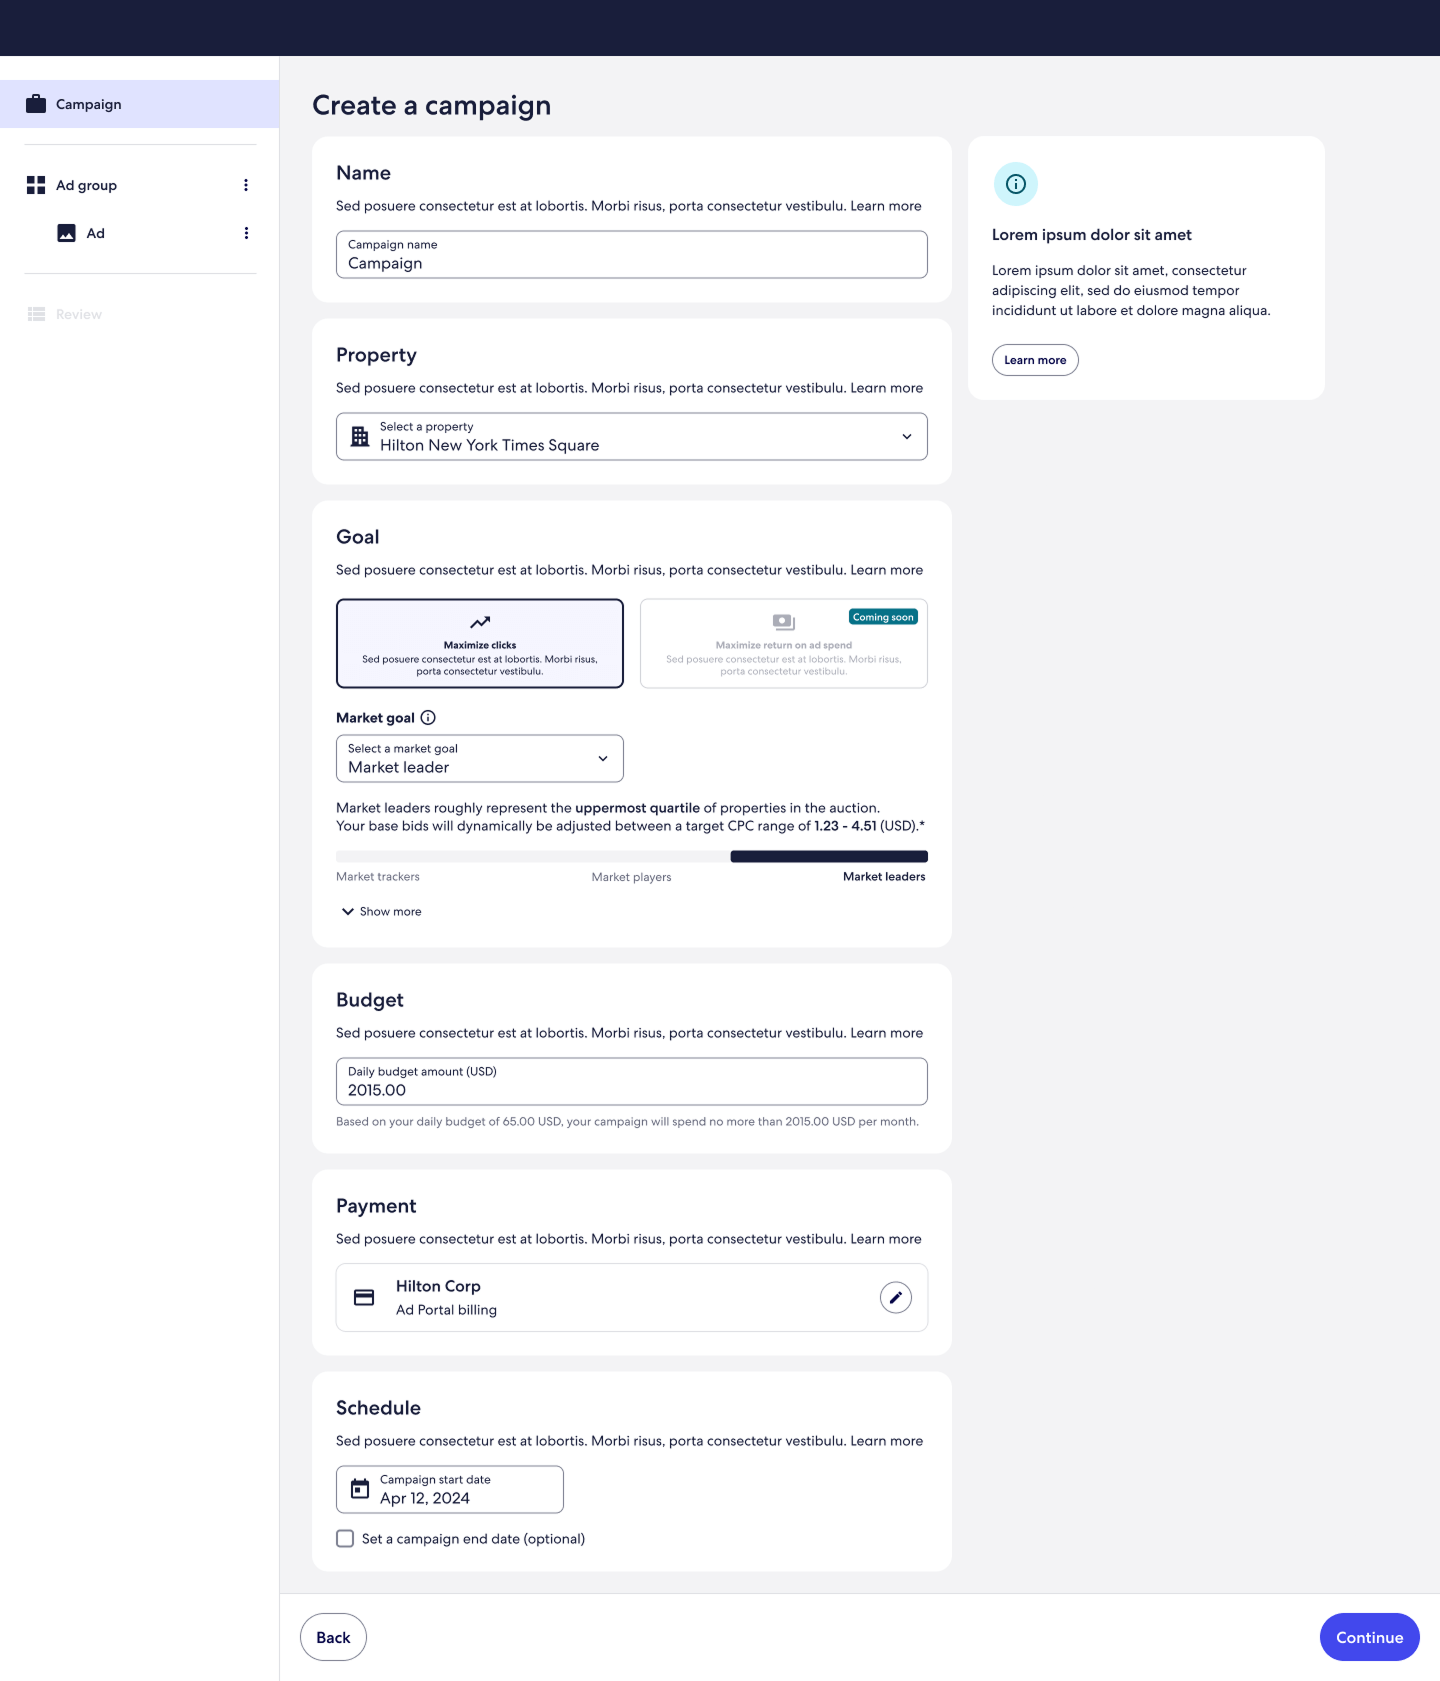 Campaign
Ad group
Ad
Review
Create a campaign
Name
Sed posuere consectetur est at lobortis. Morbi risus, porta consectetur vestibulu. Learn more
Campaign name
Campaign
Property
Sed posuere consectetur est at lobortis. Morbi risus, porta consectetur vestibulu. Learn more
Select a property
Hilton New York Times Square
Goal
Sed posuere consectetur est at lobortis. Morbi risus, porta consectetur vestibulu. Learn more
Maximize clicks
Sed posuere consectetur est at lobortis. Morbi risus,
porta consectetur vestibulu.
Coming soon
Maximize return on ad spend
Sed posuere consectetur est at lobortis. Morbi risus,
porta consectetur vestibulu.
Market goal
Select a market goal
Market leader
Market leaders roughly represent the uppermost quartile of properties in the auction.
Your base bids will dynamically be adjusted between a target CPC range of 1.23 - 4.51 (USD).*
Market trackers
Market players
Market leaders
Show more
Budget
Sed posuere consectetur est at lobortis. Morbi risus, porta consectetur vestibulu. Learn more
Daily budget amount (USD)
2015.00
Based on your daily budget of 65.00 USD, your campaign will spend no more than 2015.00 USD per month.
Payment
Sed posuere consectetur est at lobortis. Morbi risus, porta consectetur vestibulu. Learn more
Hilton Corp
Ad Portal billing
Schedule
Sed posuere consectetur est at lobortis. Morbi risus, porta consectetur vestibulu. Learn more
Campaign start date
Apr 12, 2024
Set a campaign end date (optional)
Lorem ipsum dolor sit amet
Lorem ipsum dolor sit amet, consectetur
adipiscing elit, sed do eiusmod tempor
incididunt ut labore et dolore magna aliqua.
Learn more
Back
Continue